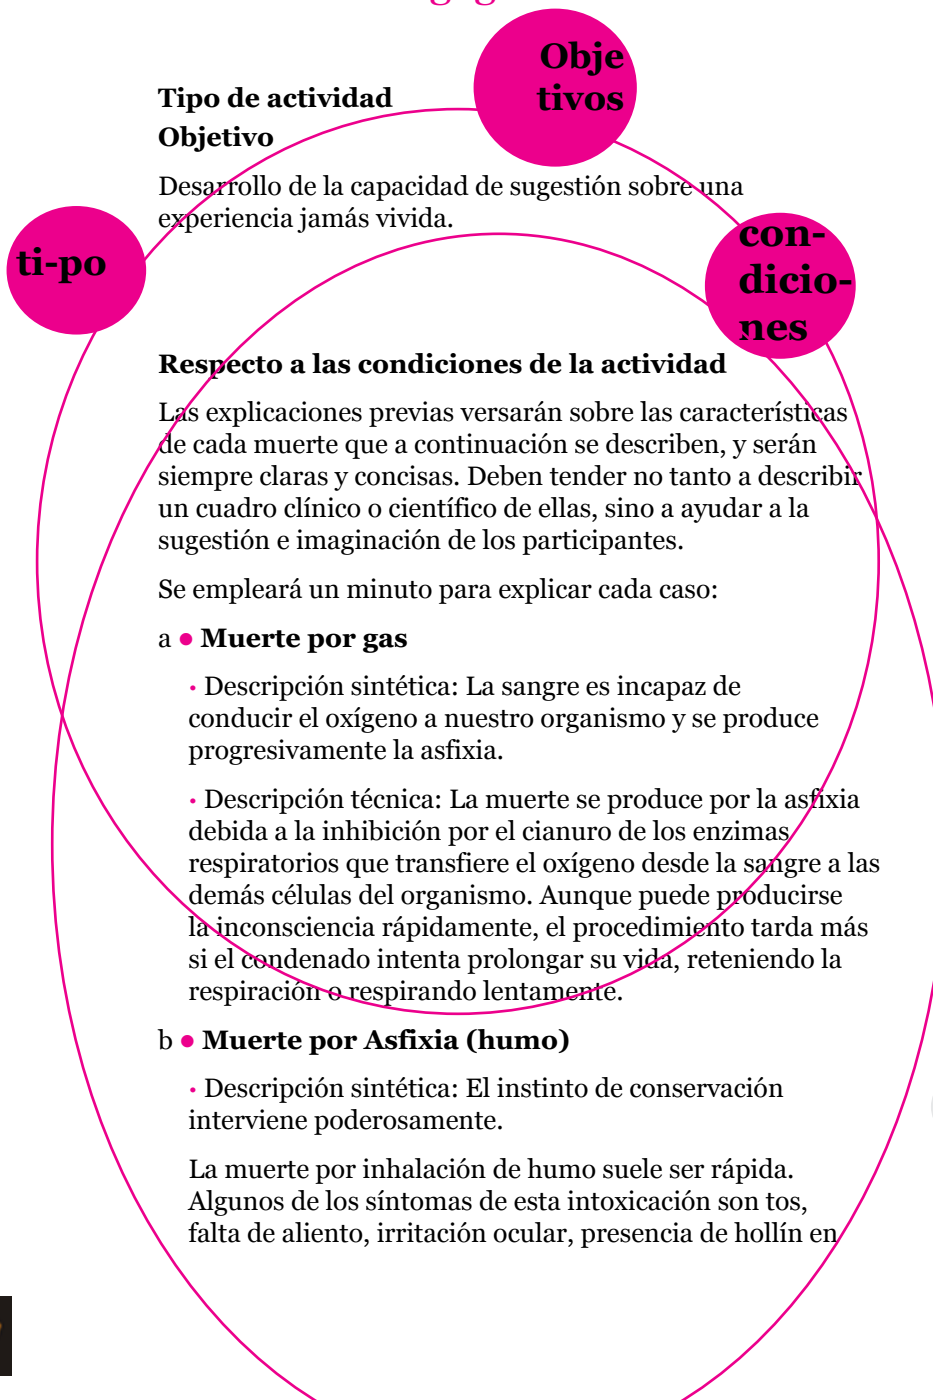 Obje
tivos
Tipo de actividad
Objetivo
Desarrollo de la capacidad de sugestión sobre una
experiencia jamás vivida.
ti-po
con-
dicio-
nes
Respecto a las condiciones de la actividad
Las explicaciones previas versarán sobre las características
de cada muerte que a continuación se describen, y serán
siempre claras y concisas. Deben tender no tanto a describir
un cuadro clínico o científico de ellas, sino a ayudar a la
sugestión e imaginación de los participantes.
Se empleará un minuto para explicar cada caso:
a • Muerte por gas
• Descripción sintética: La sangre es incapaz de
conducir el oxígeno a nuestro organismo y se produce
progresivamente la asfixia.
• Descripción técnica: La muerte se produce por la asfixia
debida a la inhibición por el cianuro de los enzimas
respiratorios que transfiere el oxígeno desde la sangre a las
demás células del organismo. Aunque puede producirse
la inconsciencia rápidamente, el procedimiento tarda más
si el condenado intenta prolongar su vida, reteniendo la
respiración o respirando lentamente.
b • Muerte por Asfixia (humo)
• Descripción sintética: El instinto de conservación
interviene poderosamente.
La muerte por inhalación de humo suele ser rápida.
Algunos de los síntomas de esta intoxicación son tos,
falta de aliento, irritación ocular, presencia de hollín en